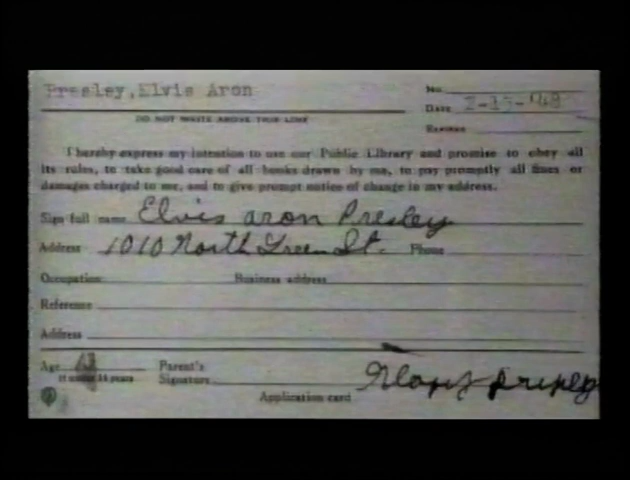 Presley, Elvis Aron
No.
DO NOT WRITE ABOVE THIS LINE
Date 2-13-'48
Expires
I hereby express my intention to use our Public Library and promise to obey all
its rules, to take good care of all books drawn by me, to pay promptly all fines or
damages charged to me, and to give prompt notice of change in my address.
Sign full name Elvis aron Presley
Address 1010 North Green St. Phone
Occupation Business address
Reference
Address
Age 13 Parent's
if under 14 years Signature Gladys Presley
Application card